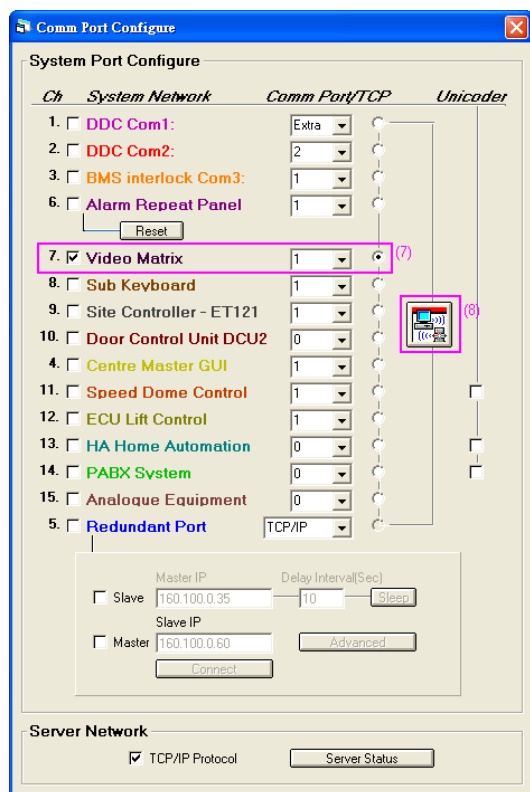 Comm Port Configure
System Port Configure
Ch System Network Comm Port/TCP Unicoder
1. DDC Com1: Extra
2. DDC Com2: 2
3. BMS interlock Com3: 1
6. Alarm Repeat Panel 1
Reset
7. Video Matrix 1 (7)
8. Sub Keyboard 1
9. Site Controller - ET121 1 (8)
10. Door Control Unit DCU2 0
4. Centre Master GUI 1
11. Speed Dome Control 1
12. ECU Lift Control 1
13. HA Home Automation 0
14. PABX System 0
15. Analogue Equipment 0
5. Redundant Port TCP/IP
Master IP Delay Interval(Sec)
Slave 160.100.0.35 10 Sleep
Slave IP
Master 160.100.0.60 Advanced
Connect
Server Network
TCP/IP Protocol Server Status